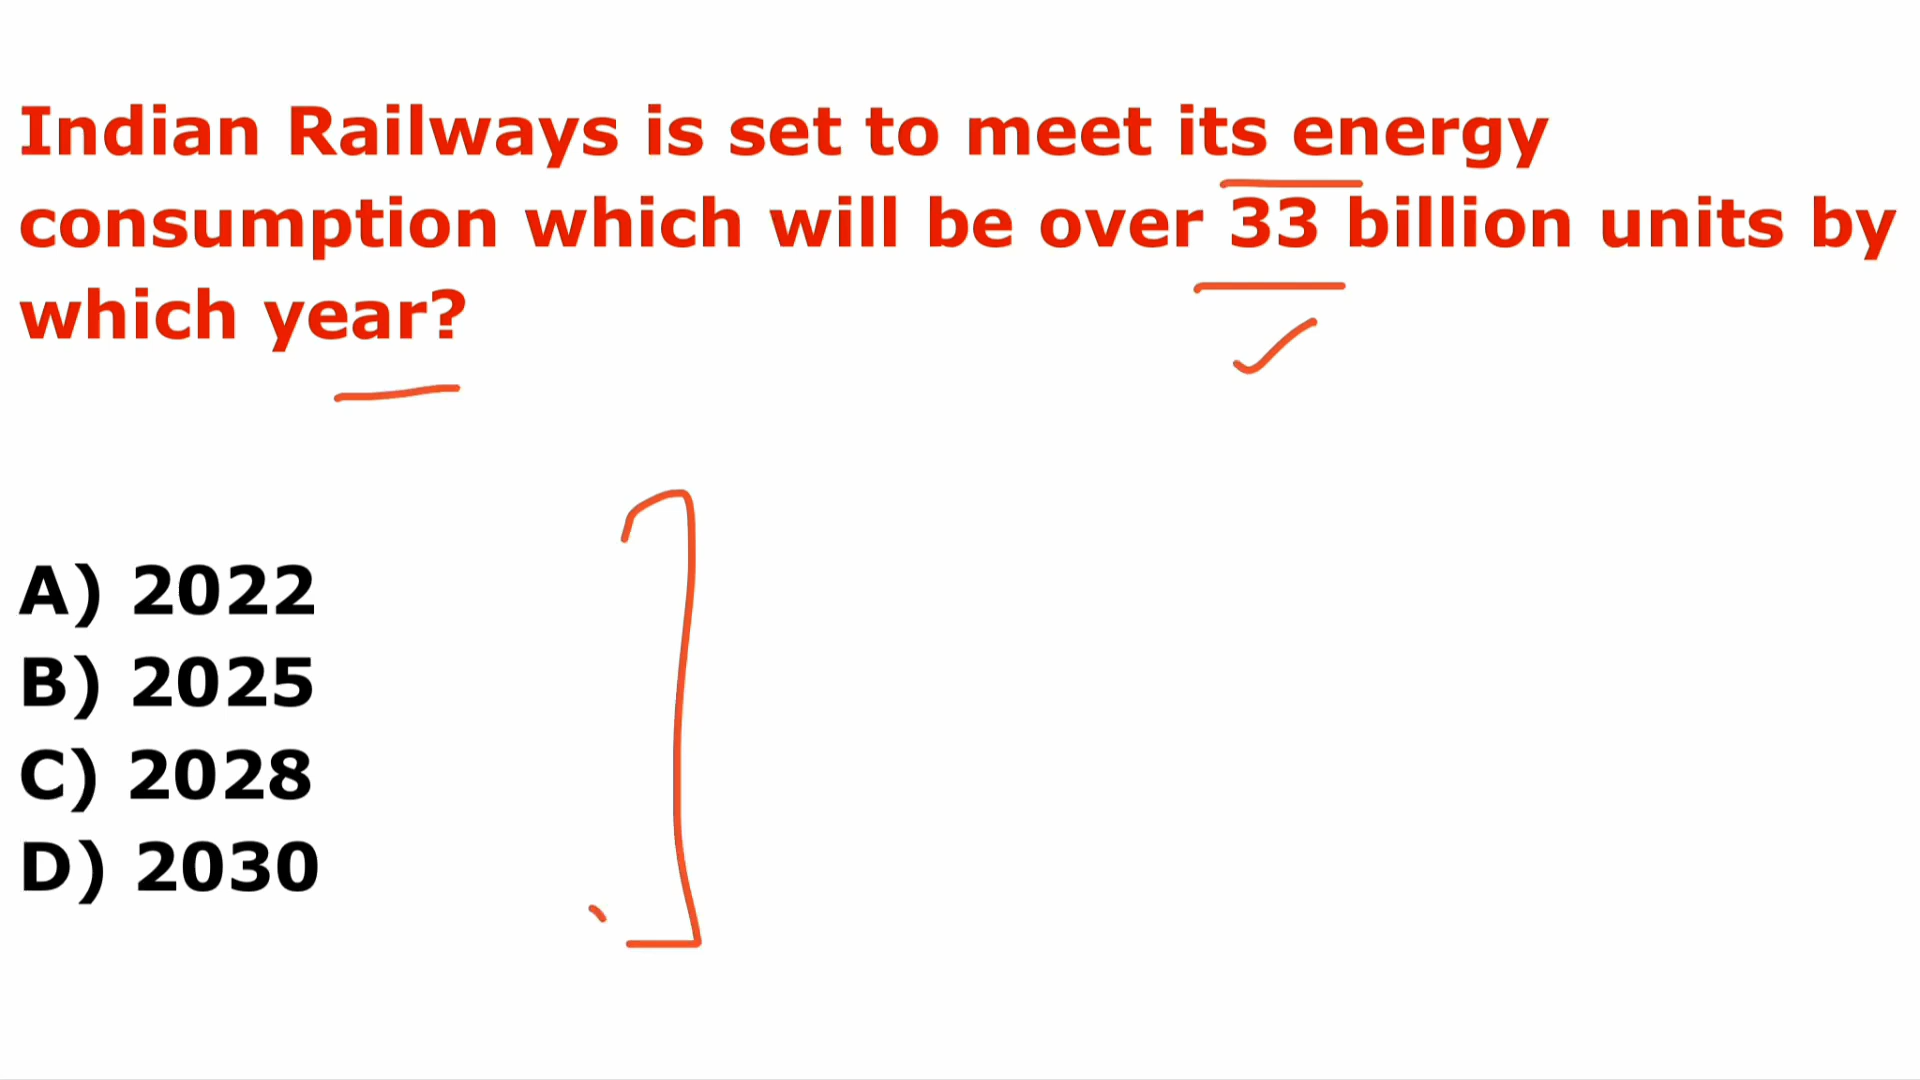 Indian Railways is set to meet its energy
consumption which will be over 33 billion units by
which year?
A) 2022
B) 2025
C) 2028
D) 2030